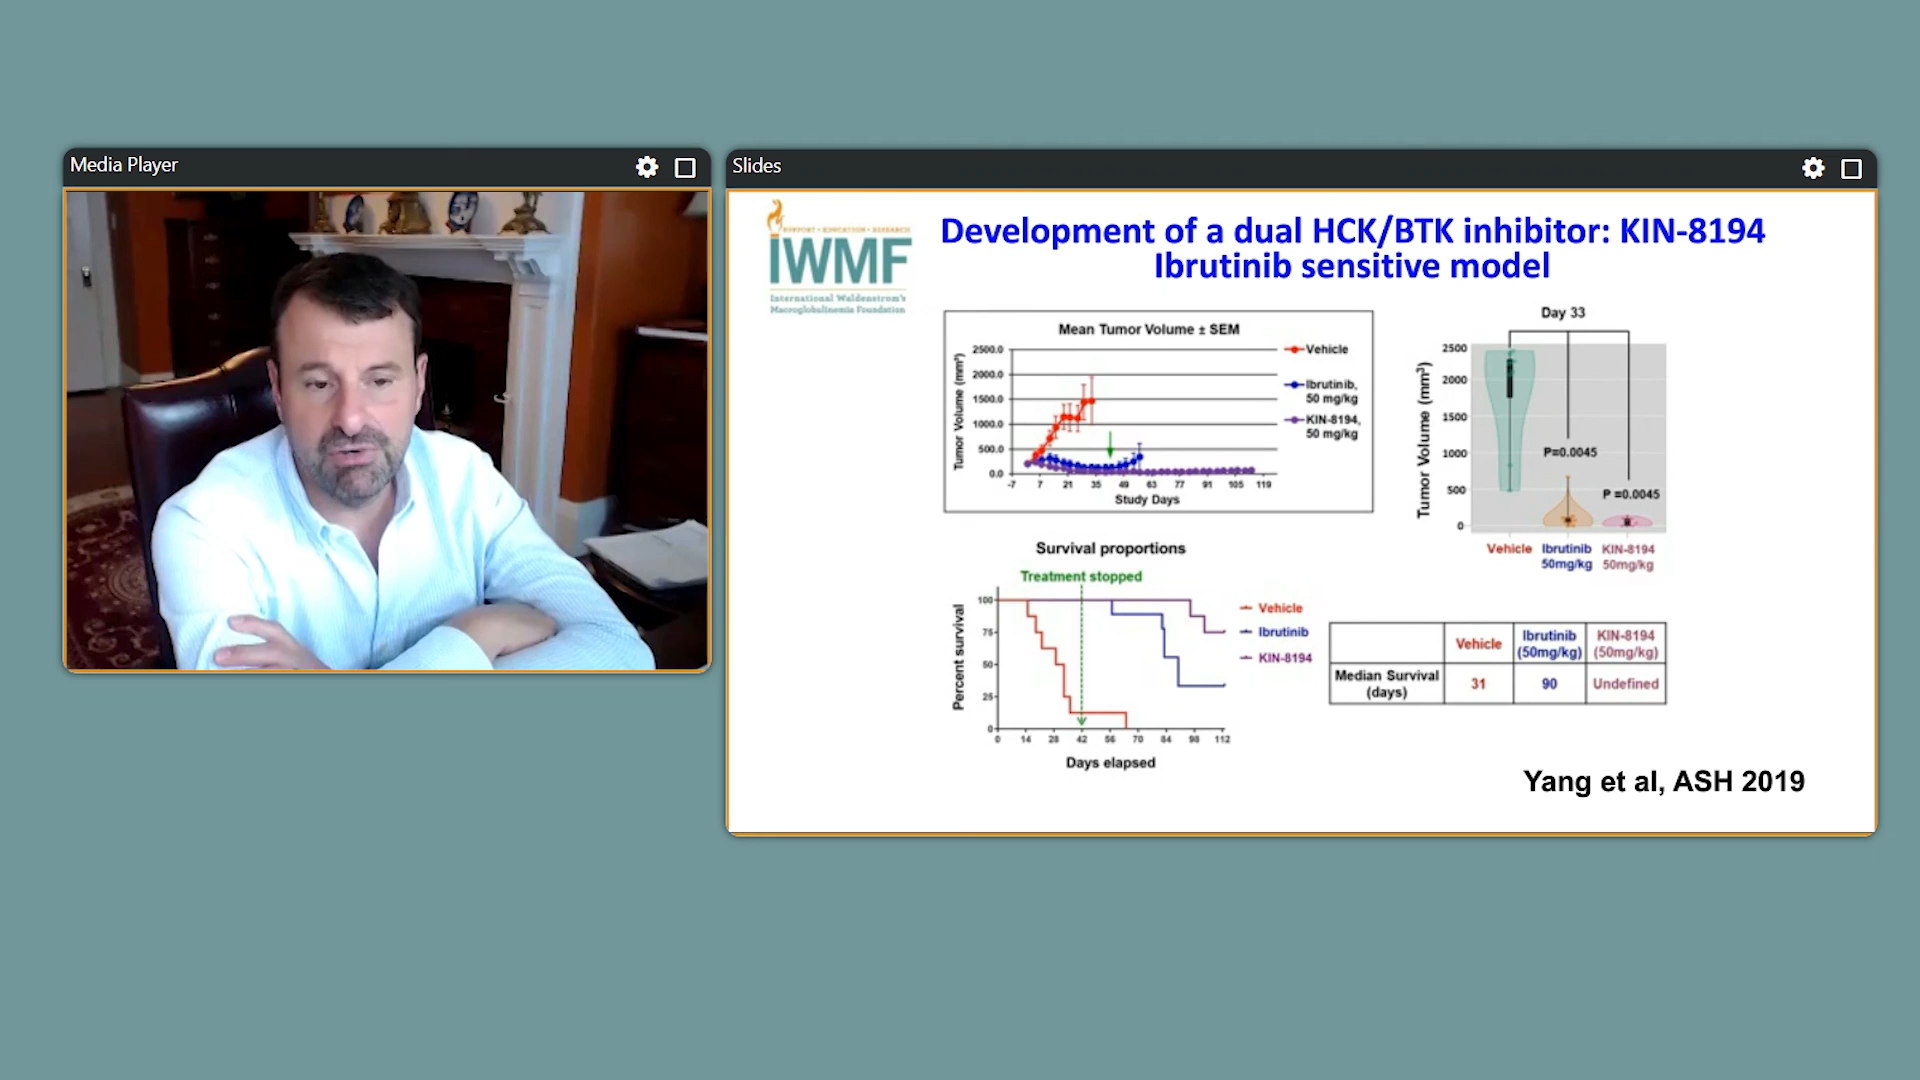 Media Player
Slides
SUPPORT • EDUCATION • RESEARCH
IWMF
International Waldenstrom's
Macroglobulinemia Foundation
Development of a dual HCK/BTK inhibitor: KIN-8194
Ibrutinib sensitive model
Mean Tumor Volume ± SEM
Tumor Volume (mm³)
2500.0
2000.0
1500.0
1000.0
500.0
0.0
-7 7 21 35 49 63 77 91 105 119
Study Days
Vehicle
Ibrutinib,
50 mg/kg
KIN-8194,
50 mg/kg
Day 33
Tumor Volume (mm³)
2500
2000
1500
1000
500
0
P=0.0045
P =0.0045
Vehicle Ibrutinib KIN-8194
50mg/kg 50mg/kg
Survival proportions
Treatment stopped
Percent survival
100
75
50
25
0
0 14 28 42 56 70 84 98 112
Days elapsed
Vehicle
Ibrutinib
KIN-8194
Vehicle Ibrutinib (50mg/kg) KIN-8194 (50mg/kg)
Median Survival (days) 31 90 Undefined
Yang et al, ASH 2019